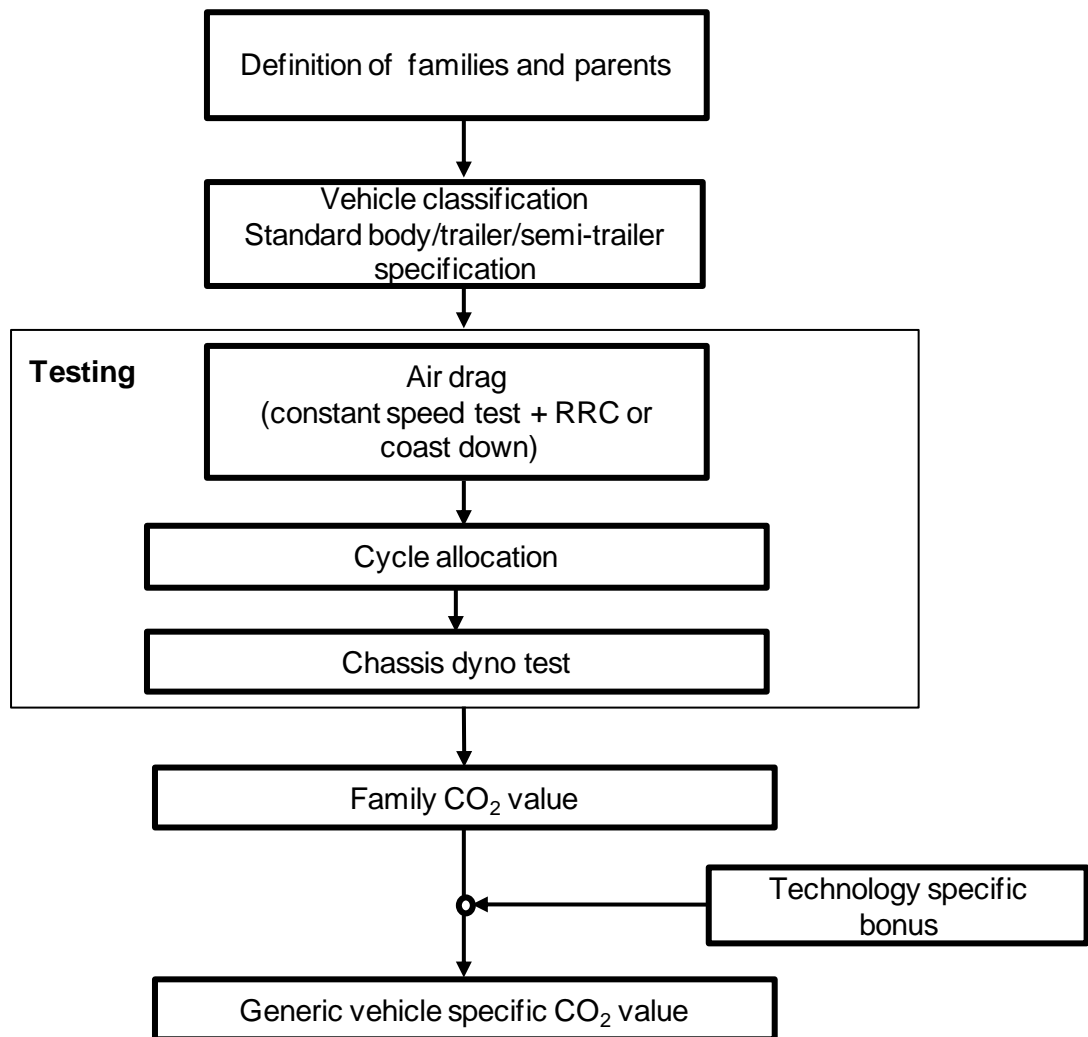 Definition of families and parents
Vehicle classification
Standard body/trailer/semi-trailer
specification
Testing
Air drag
(constant speed test + RRC or
coast down)
Cycle allocation
Chassis dyno test
Family CO₂ value
Technology specific
bonus
Generic vehicle specific CO₂ value